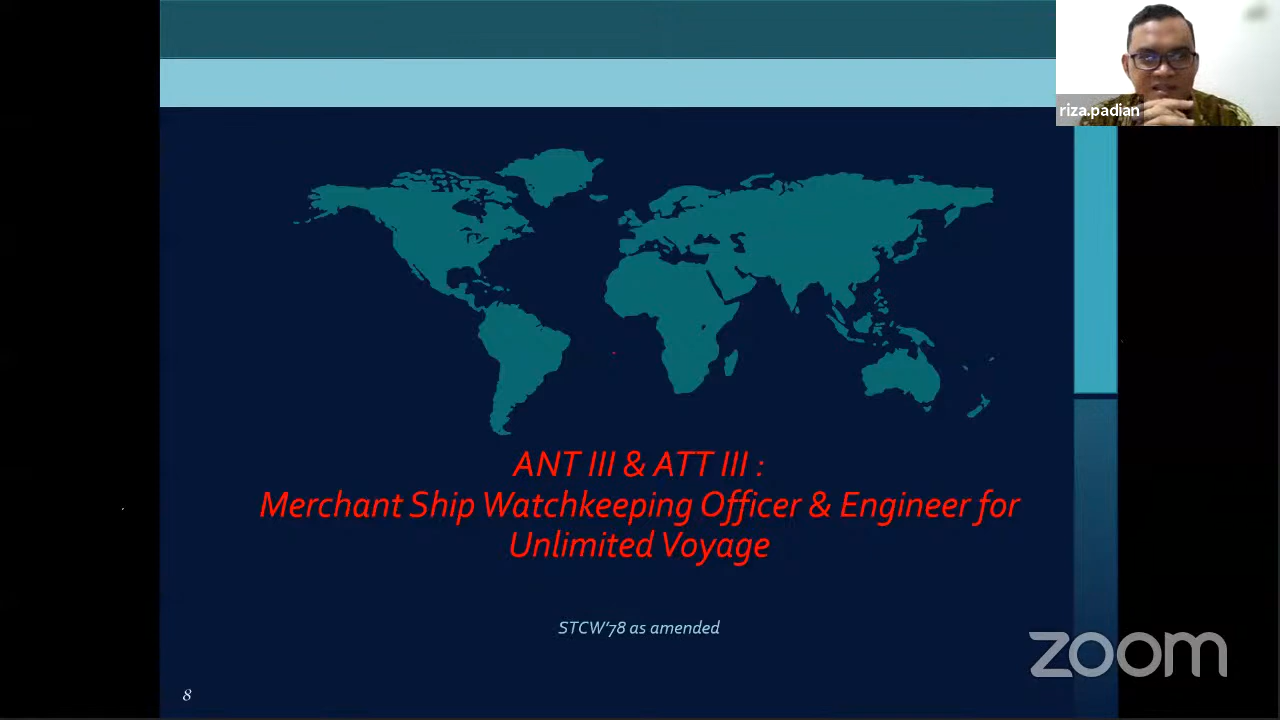 riza.padian
ANT III & ATT III :
Merchant Ship Watchkeeping Officer & Engineer for
Unlimited Voyage
STCW'78 as amended
zoom
8